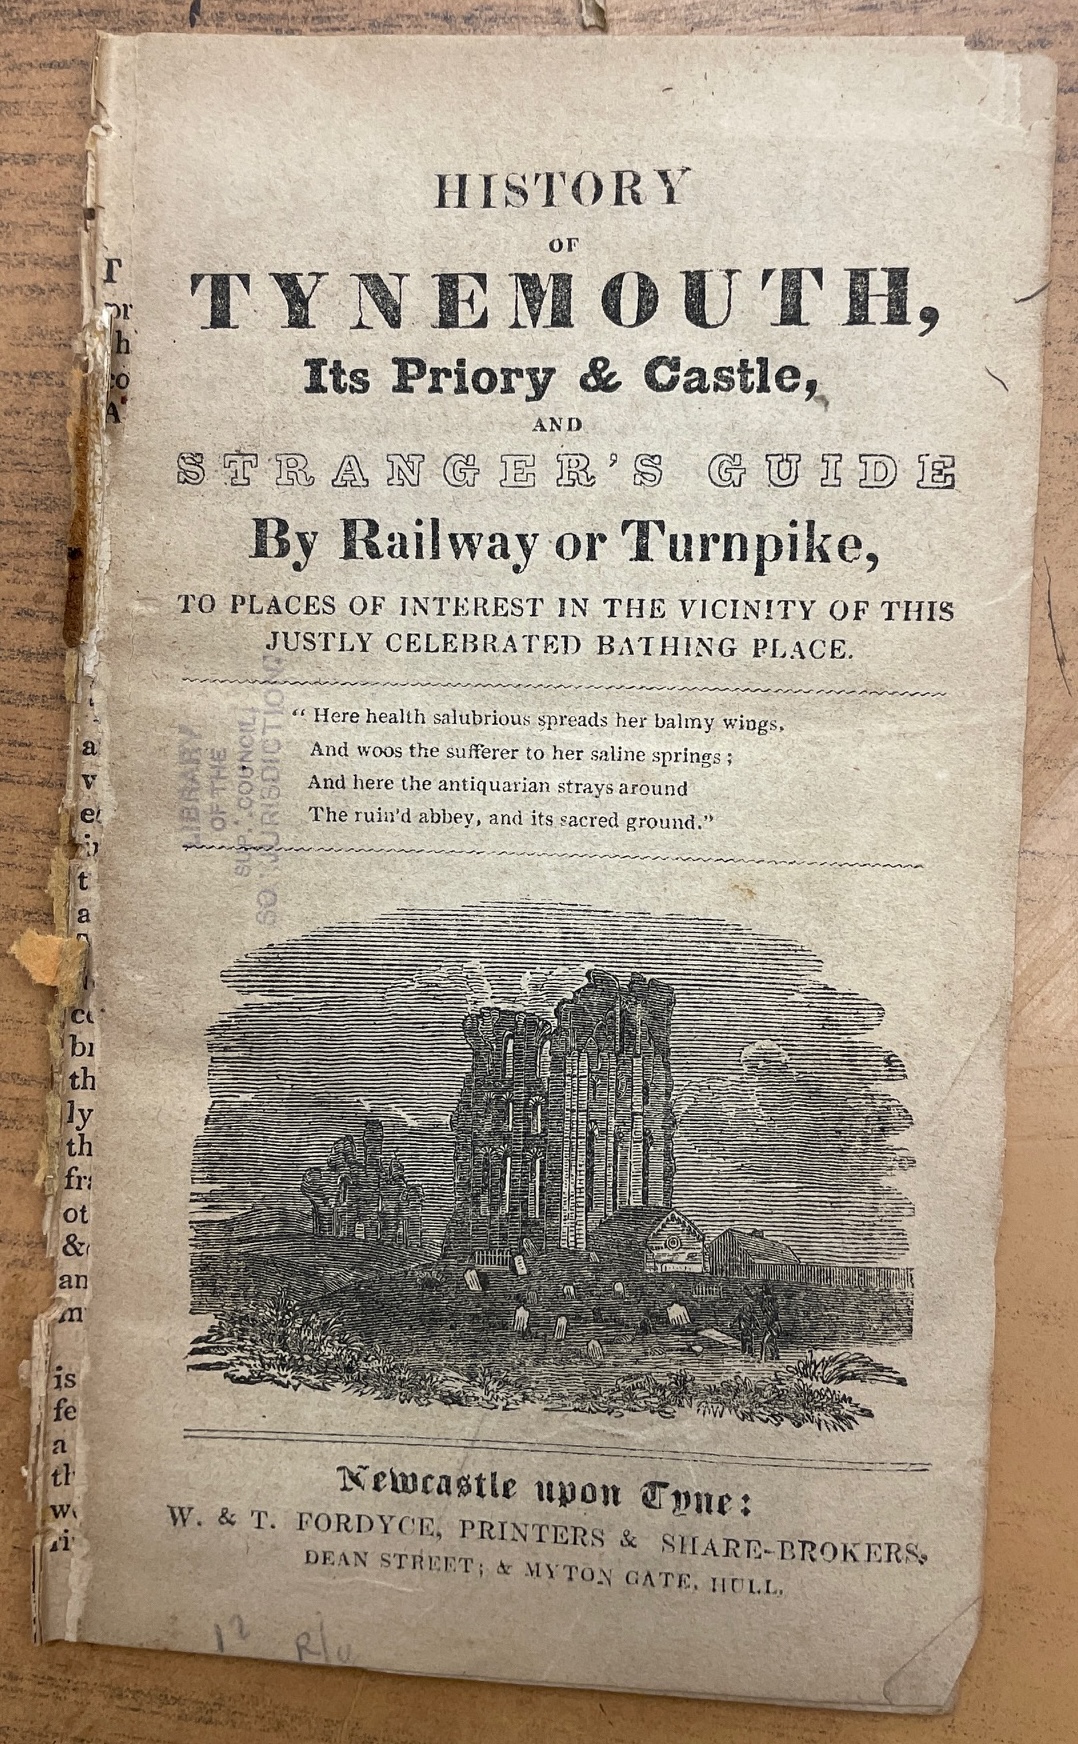 HISTORY
OF
TYNEMOUTH,
Its Priory & Castle,
AND
STRANGER'S GUIDE
By Railway or Turnpike,
TO PLACES OF INTEREST IN THE VICINITY OF THIS
JUSTLY CELEBRATED BATHING PLACE.
“ Here health salubrious spreads her balmy wings,
And woos the sufferer to her saline springs ;
And here the antiquarian strays around
The ruin'd abbey, and its sacred ground.”
LIBRARY
OF THE
SUP. COUNCIL
SO. JURISDICTION
Newcastle upon Tyne:
W. & T. FORDYCE, PRINTERS & SHARE-BROKERS,
DEAN STREET; & MYTON GATE, HULL.
12 R/U